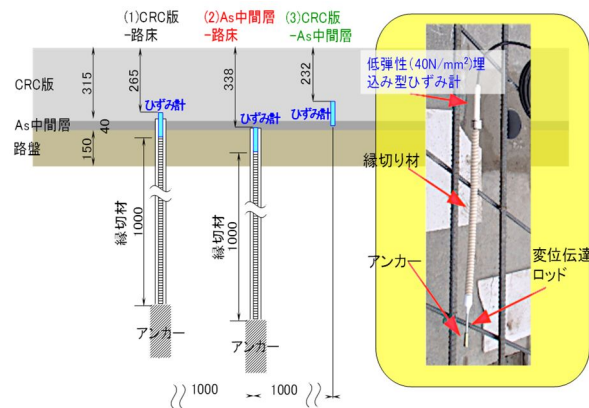 (1)CRC版
-路床
(2)As中間層
-路床
(3)CRC版
-As中間層
CRC版
As中間層
路盤
315
40
150
265
338
232
ひずみ計
ひずみ計
ひずみ計
縁切材
1000
縁切材
1000
アンカー
アンカー
1000
1000
低弾性(40N/mm²)埋
込み型ひずみ計
縁切り材
アンカー
変位伝達
ロッド